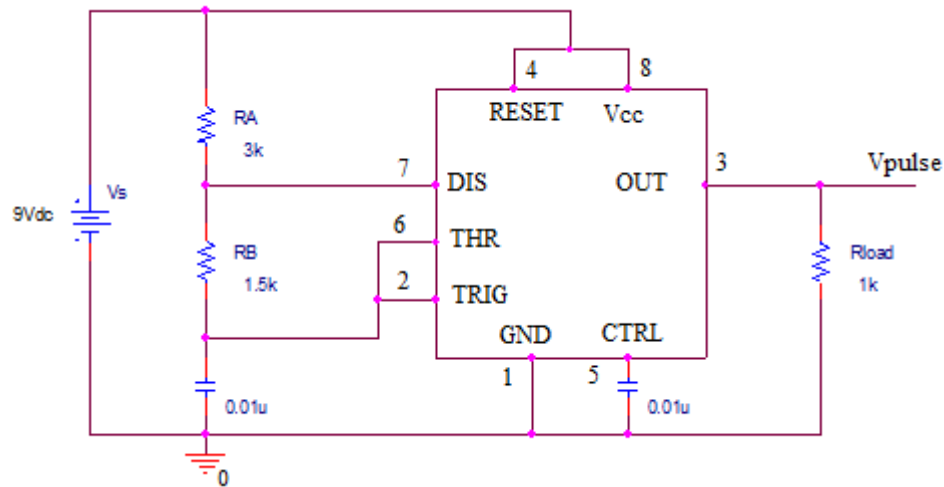 4
8
RESET
Vcc
RA
3k
7
DIS
OUT
3
Vpulse
9Vdc
Vs
6
THR
RB
1.5k
2
TRIG
Rload
1k
GND
CTRL
1
5
0.01u
0.01u
0